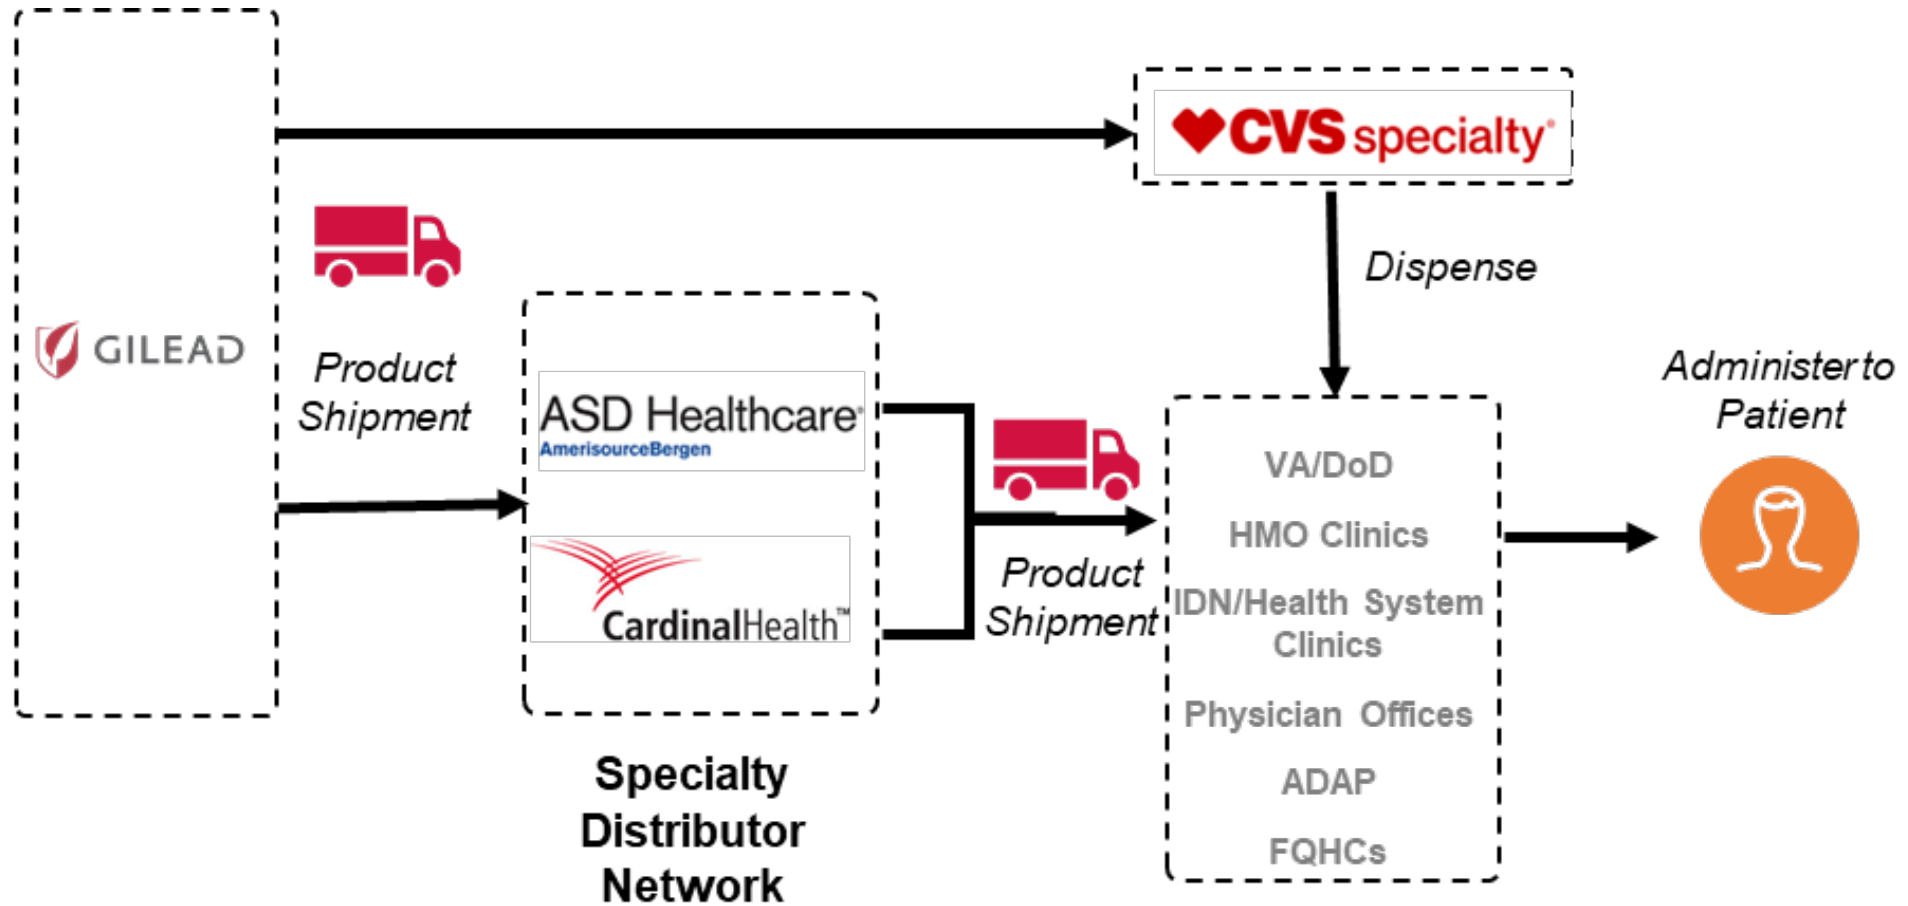 CVS specialty®
Dispense
GILEAD
Product
Shipment
ASD Healthcare®
AmerisourceBergen
CardinalHealth™
Specialty
Distributor
Network
Product
Shipment
VA/DoD
HMO Clinics
IDN/Health System
Clinics
Physician Offices
ADAP
FQHCs
Administer to
Patient